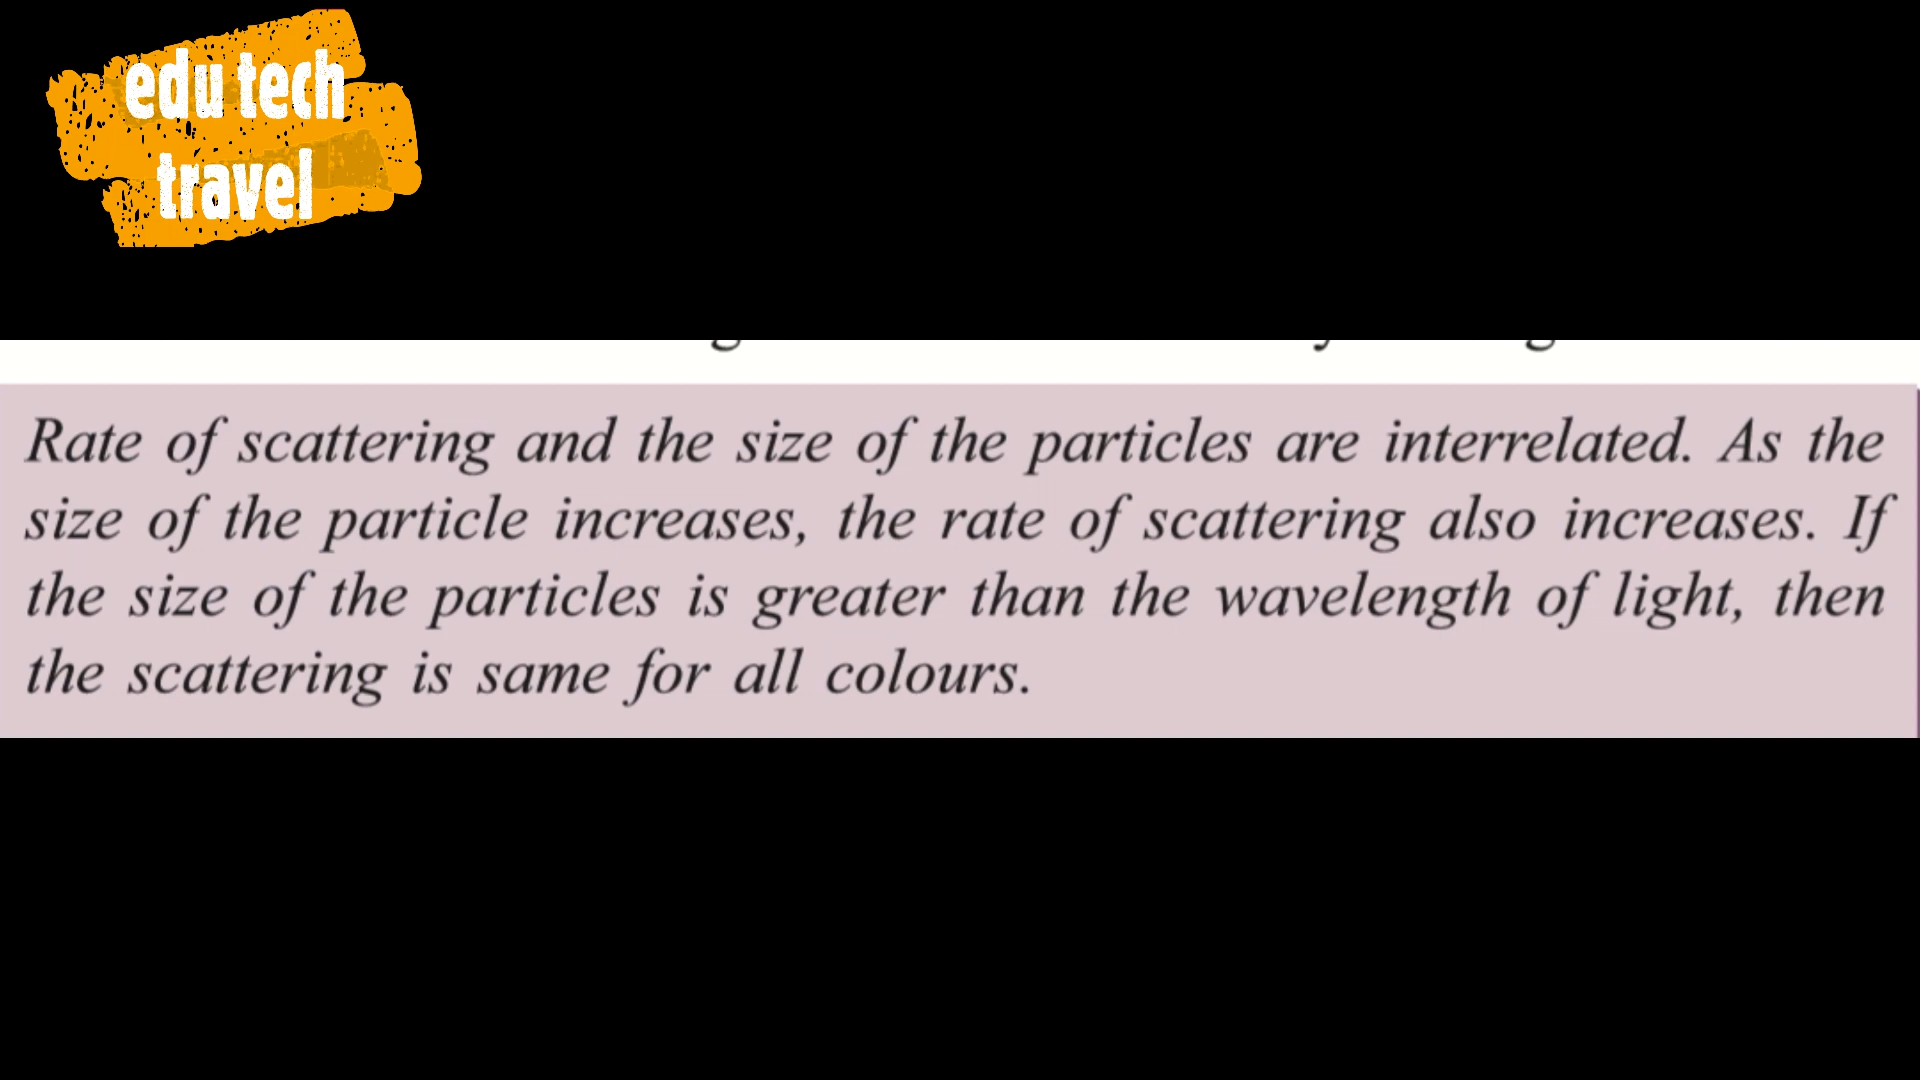 edu tech
travel
Rate of scattering and the size of the particles are interrelated. As the
size of the particle increases, the rate of scattering also increases. If
the size of the particles is greater than the wavelength of light, then
the scattering is same for all colours.